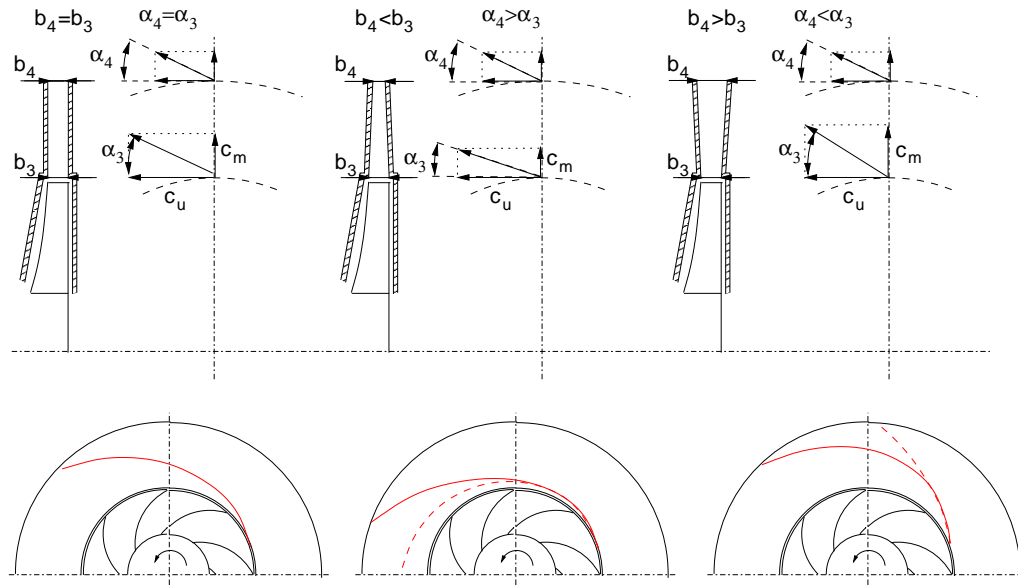 b₄=b₃ α₄=α₃ b₄<b₃ α₄>α₃ b₄>b₃ α₄<α₃
α₄ α₄ α₄
b₄ b₄ b₄
α₃ cₘ α₃ cₘ α₃ cₘ
b₃ b₃ b₃
cᵤ cᵤ cᵤ